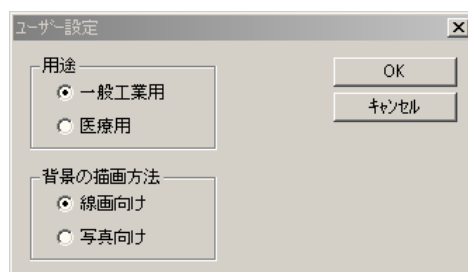 ユーザー設定
用途
一般工業用
医療用
背景の描画方法
線画向け
写真向け
OK
キャンセル